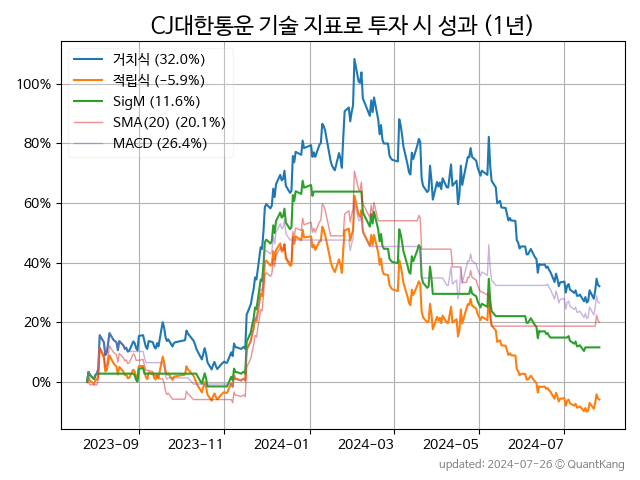 CJ대한통운 기술 지표로 투자 시 성과 (1년)
거치식 (32.0%)
적립식 (−5.9%)
SigM (11.6%)
SMA(20) (20.1%)
MACD (26.4%)
100%
80%
60%
40%
20%
0%
2023-09 2023-11 2024-01 2024-03 2024-05 2024-07
updated: 2024-07-26 © QuantKang